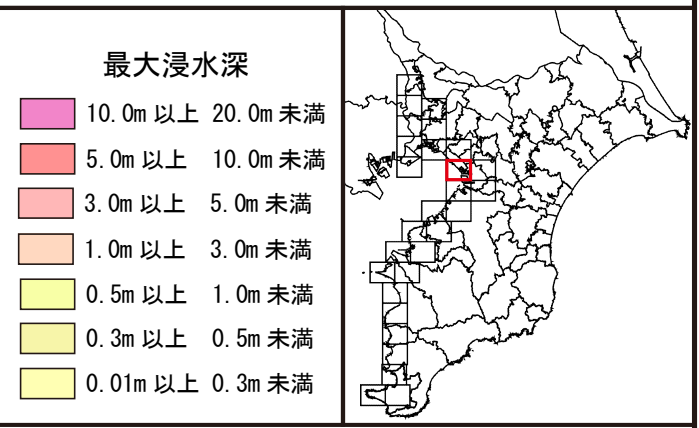 最大浸水深
10.0m 以上 20.0m 未満
5.0m 以上 10.0m 未満
3.0m 以上 5.0m 未満
1.0m 以上 3.0m 未満
0.5m 以上 1.0m 未満
0.3m 以上 0.5m 未満
0.01m 以上 0.3m 未満